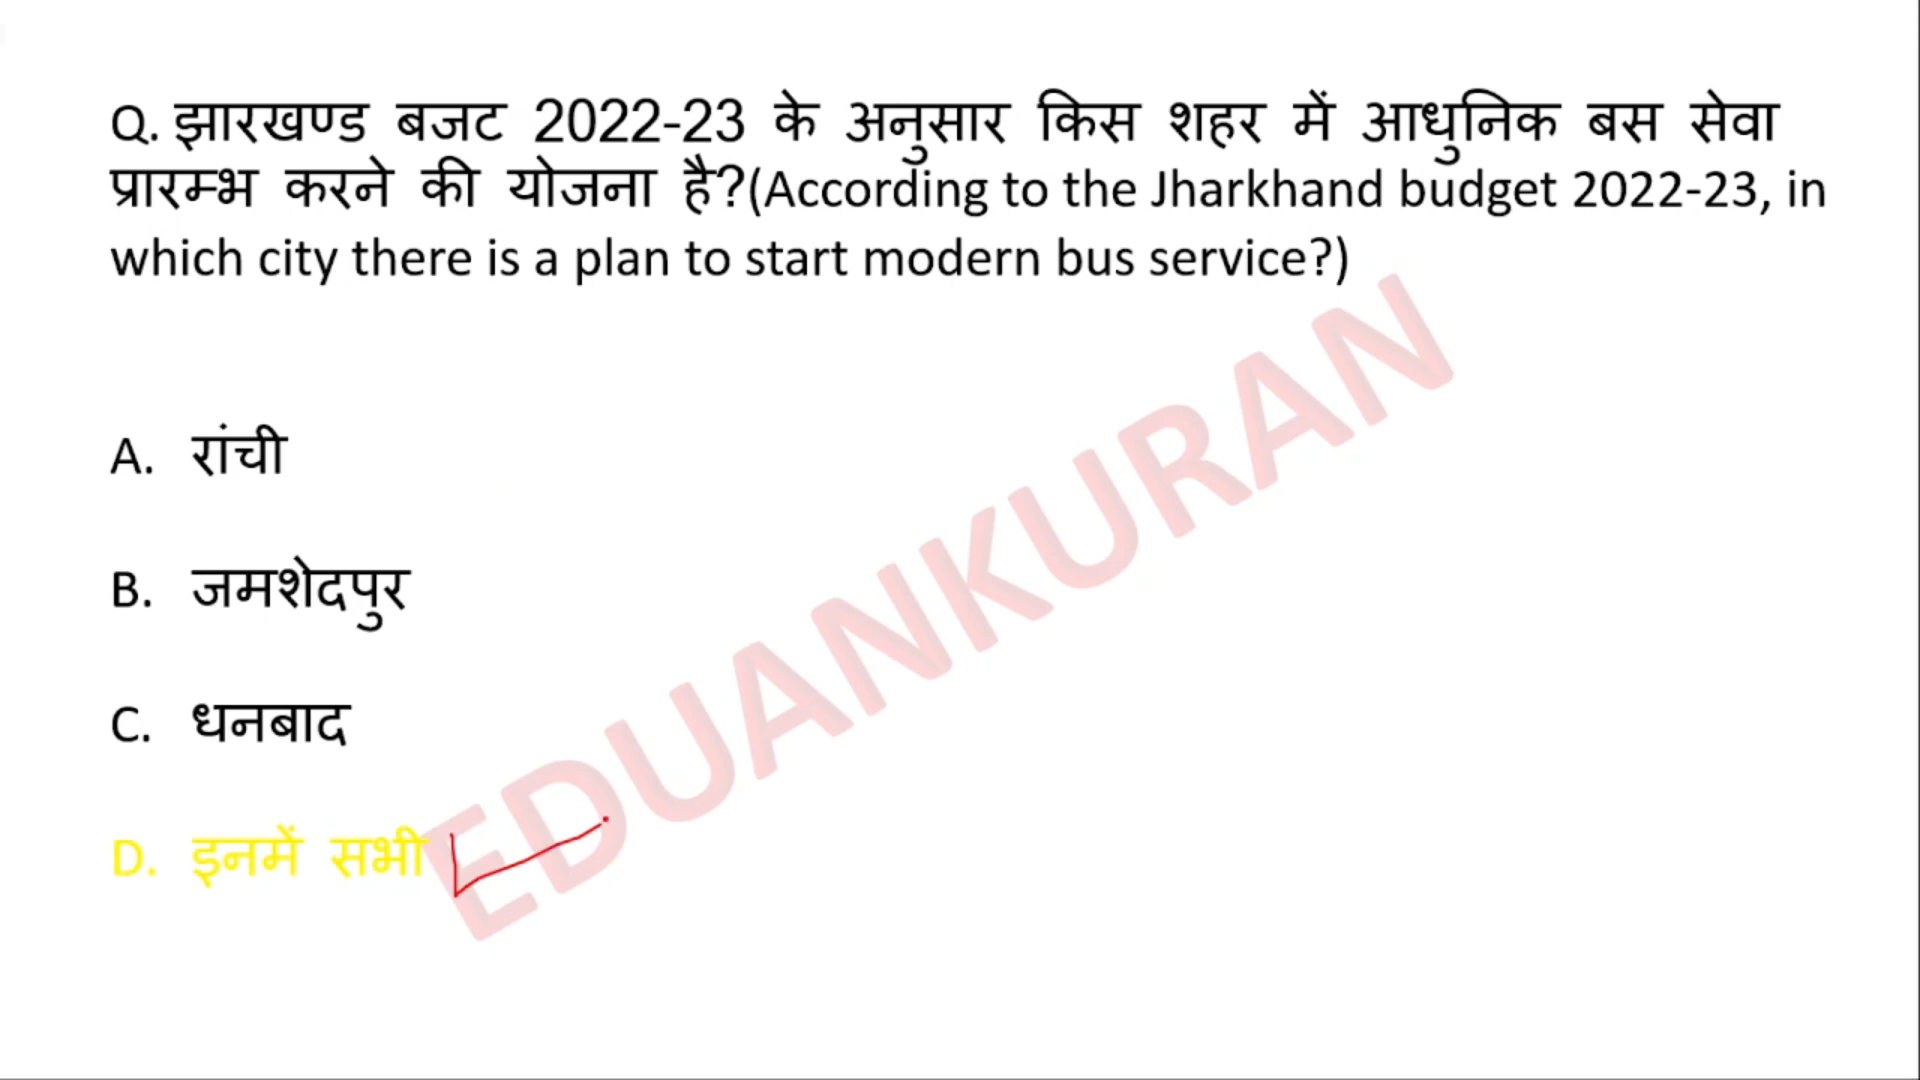 Q. झारखण्ड बजट 2022-23 के अनुसार किस शहर में आधुनिक बस सेवा
प्रारम्भ करने की योजना है?(According to the Jharkhand budget 2022-23, in
which city there is a plan to start modern bus service?)
A. रांची
B. जमशेदपुर
C. धनबाद
D. इनमें सभी
EDUANKURAN